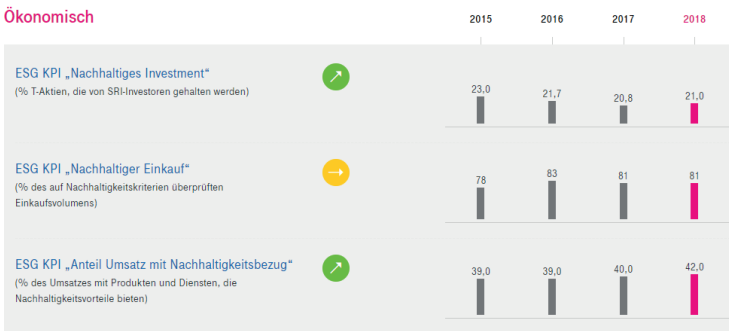 Ökonomisch
2015 2016 2017 2018
ESG KPI „Nachhaltiges Investment“
(% T-Aktien, die von SRI-Investoren gehalten werden)
23,0 21,7 20,8 21,0
ESG KPI „Nachhaltiger Einkauf“
(% des auf Nachhaltigkeitskriterien überprüften
Einkaufsvolumens)
78 83 81 81
ESG KPI „Anteil Umsatz mit Nachhaltigkeitsbezug“
(% des Umsatzes mit Produkten und Diensten, die
Nachhaltigkeitsvorteile bieten)
39,0 39,0 40,0 42,0